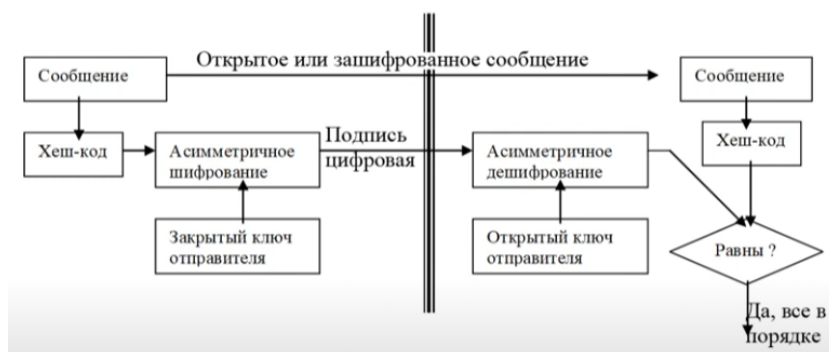 Открытое или зашифрованное сообщение
Сообщение
Сообщение
Хеш-код
Асимметричное
шифрование
Подпись
цифровая
Асимметричное
дешифрование
Хеш-код
Закрытый ключ
отправителя
Открытый ключ
отправителя
Равны ?
Да, все в
порядке